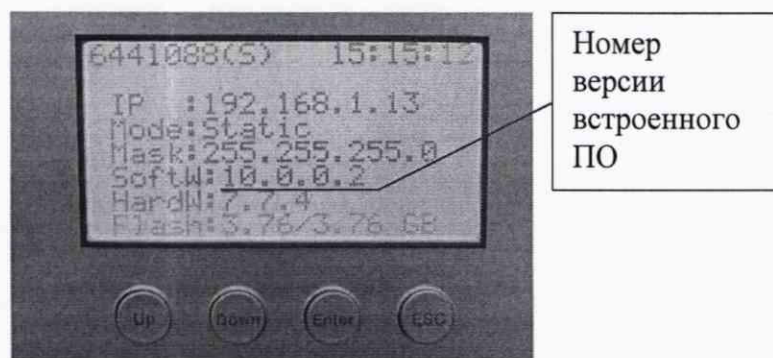 6441088(S) 15:15:12
IP :192.168.1.13
Mode:Static
Mask:255.255.255.0
SoftW:10.0.0.2
HardW:7.7.4
Flash:3.76/3.76 GB
Up Down Enter ESC
Номер
версии
встроенного
ПО